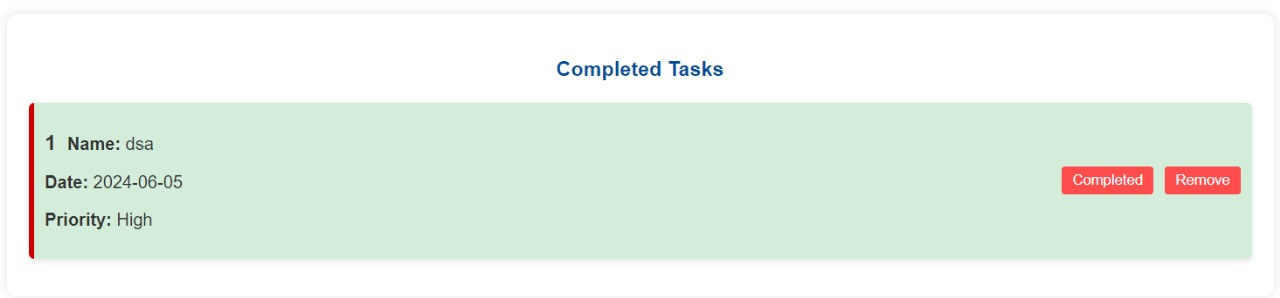 Completed Tasks
1 Name: dsa
Date: 2024-06-05
Completed Remove
Priority: High